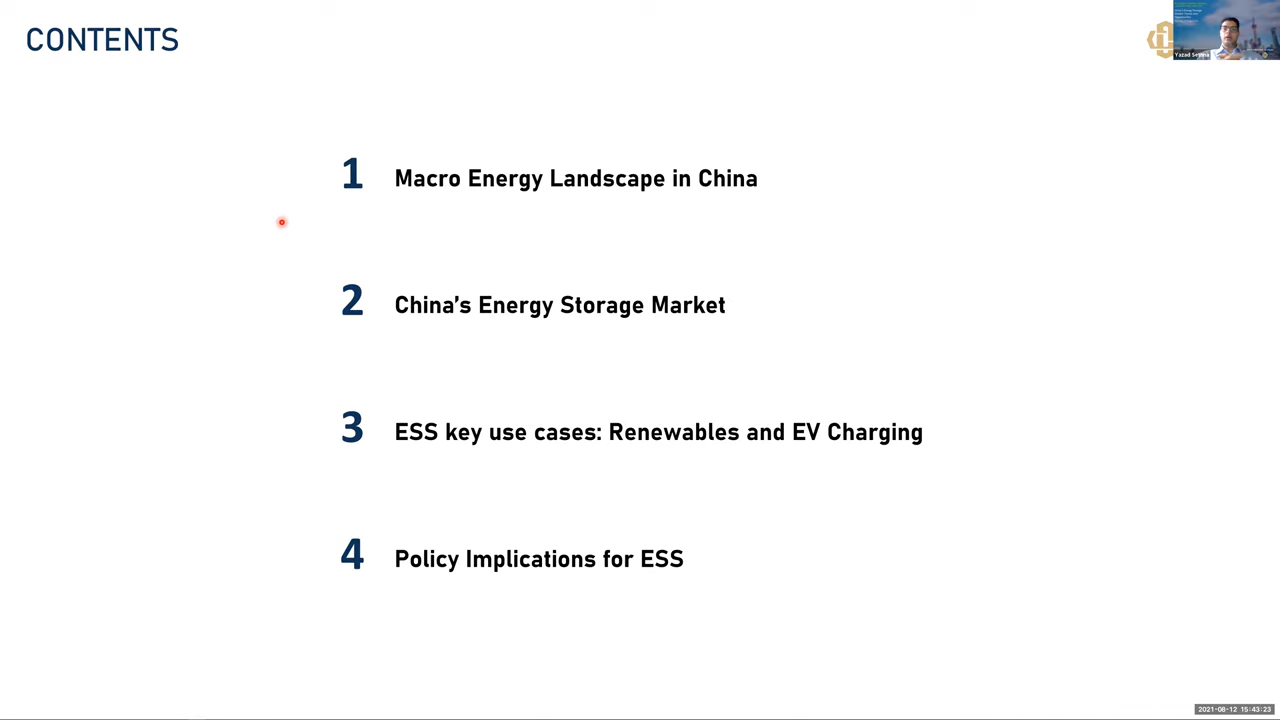 CONTENTS
1 Macro Energy Landscape in China
2 China's Energy Storage Market
3 ESS key use cases: Renewables and EV Charging
4 Policy Implications for ESS
2021-08-12 15:43:23